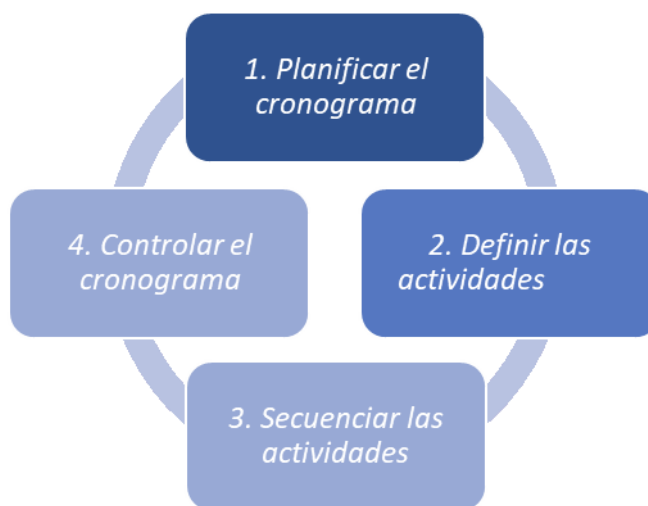 1. Planificar el
cronograma
2. Definir las
actividades
3. Secuenciar las
actividades
4. Controlar el
cronograma